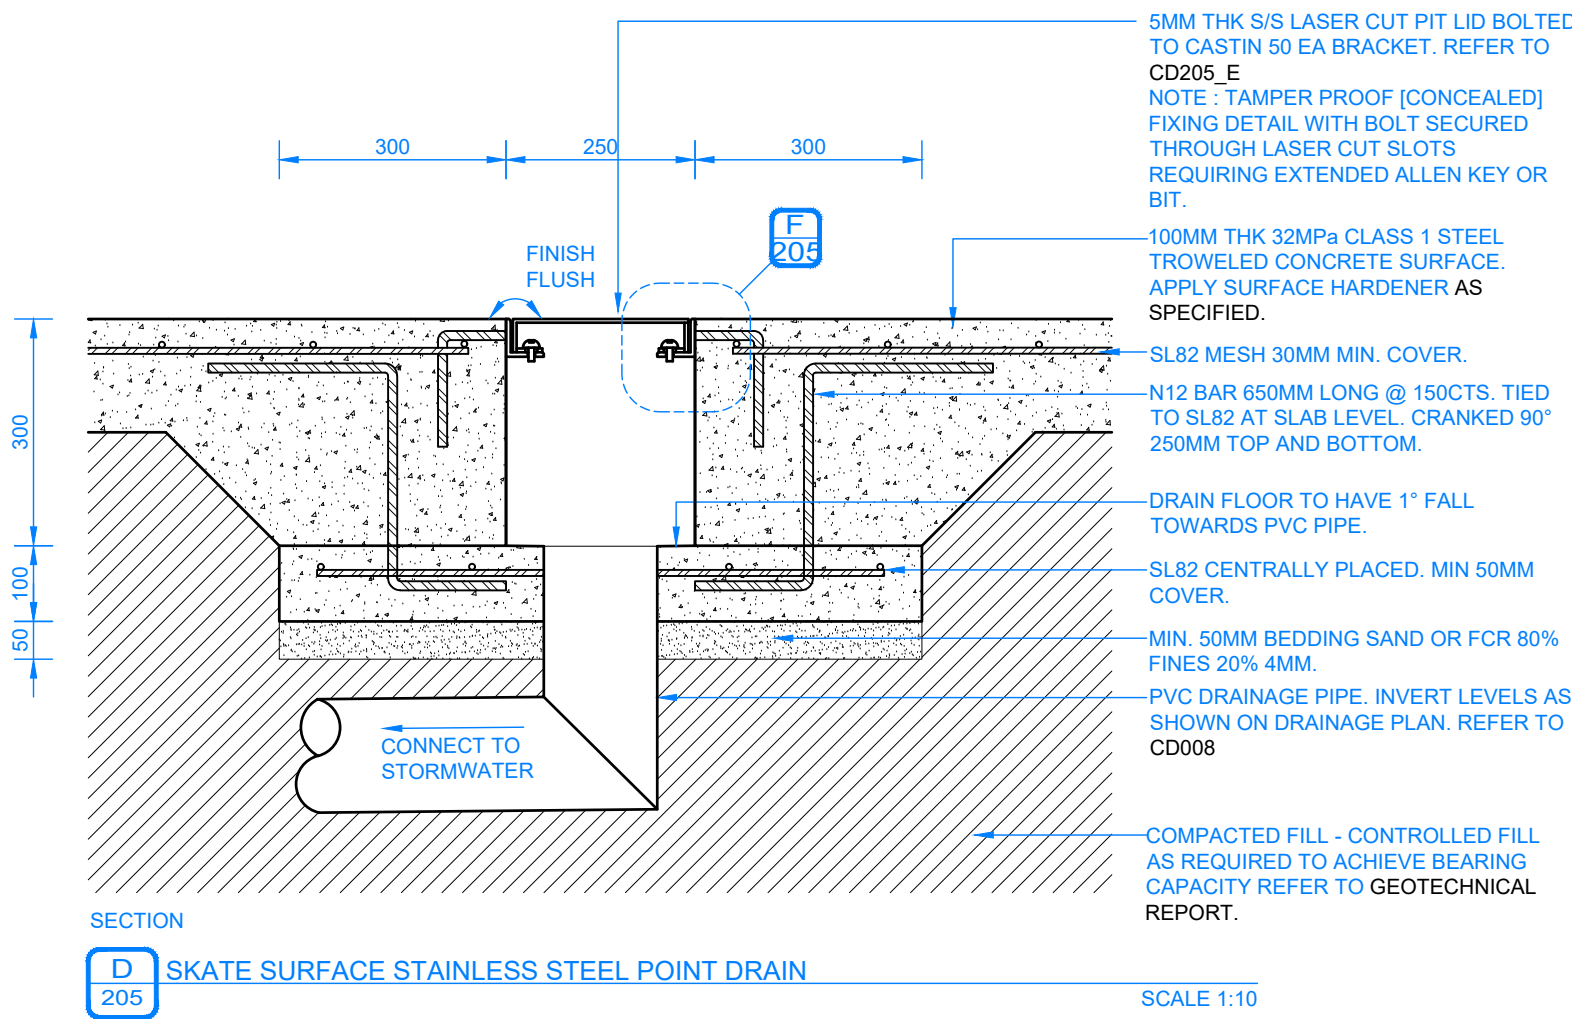 5MM THK S/S LASER CUT PIT LID BOLTED
TO CASTIN 50 EA BRACKET. REFER TO
CD205_E
NOTE : TAMPER PROOF [CONCEALED]
FIXING DETAIL WITH BOLT SECURED
THROUGH LASER CUT SLOTS
REQUIRING EXTENDED ALLEN KEY OR
BIT.
300
250
300
F
205
FINISH
FLUSH
100MM THK 32MPa CLASS 1 STEEL
TROWELED CONCRETE SURFACE.
APPLY SURFACE HARDENER AS
SPECIFIED.
SL82 MESH 30MM MIN. COVER.
N12 BAR 650MM LONG @ 150CTS. TIED
TO SL82 AT SLAB LEVEL. CRANKED 90°
250MM TOP AND BOTTOM.
300
DRAIN FLOOR TO HAVE 1° FALL
TOWARDS PVC PIPE.
100
SL82 CENTRALLY PLACED. MIN 50MM
COVER.
50
MIN. 50MM BEDDING SAND OR FCR 80%
FINES 20% 4MM.
PVC DRAINAGE PIPE. INVERT LEVELS AS
SHOWN ON DRAINAGE PLAN. REFER TO
CD008
CONNECT TO
STORMWATER
COMPACTED FILL - CONTROLLED FILL
AS REQUIRED TO ACHIEVE BEARING
CAPACITY REFER TO GEOTECHNICAL
REPORT.
SECTION
D
205
SKATE SURFACE STAINLESS STEEL POINT DRAIN
SCALE 1:10